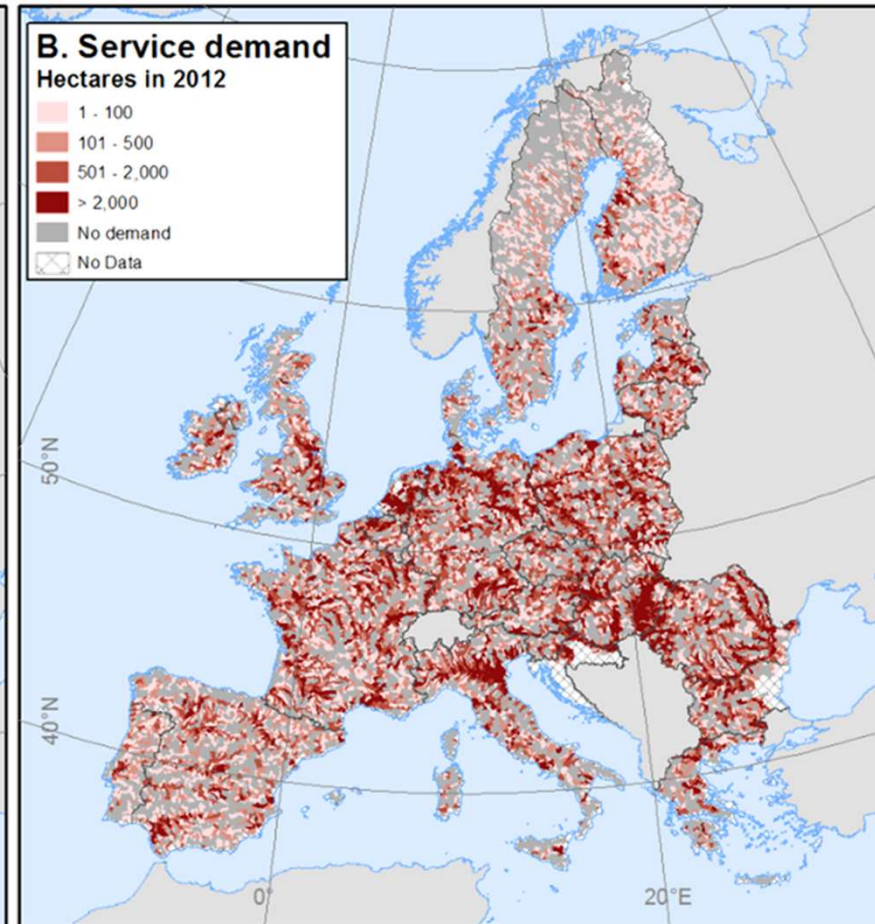 B. Service demand
Hectares in 2012
1 - 100
101 - 500
501 - 2,000
> 2,000
No demand
No Data
50°N
40°N
0°
20°E